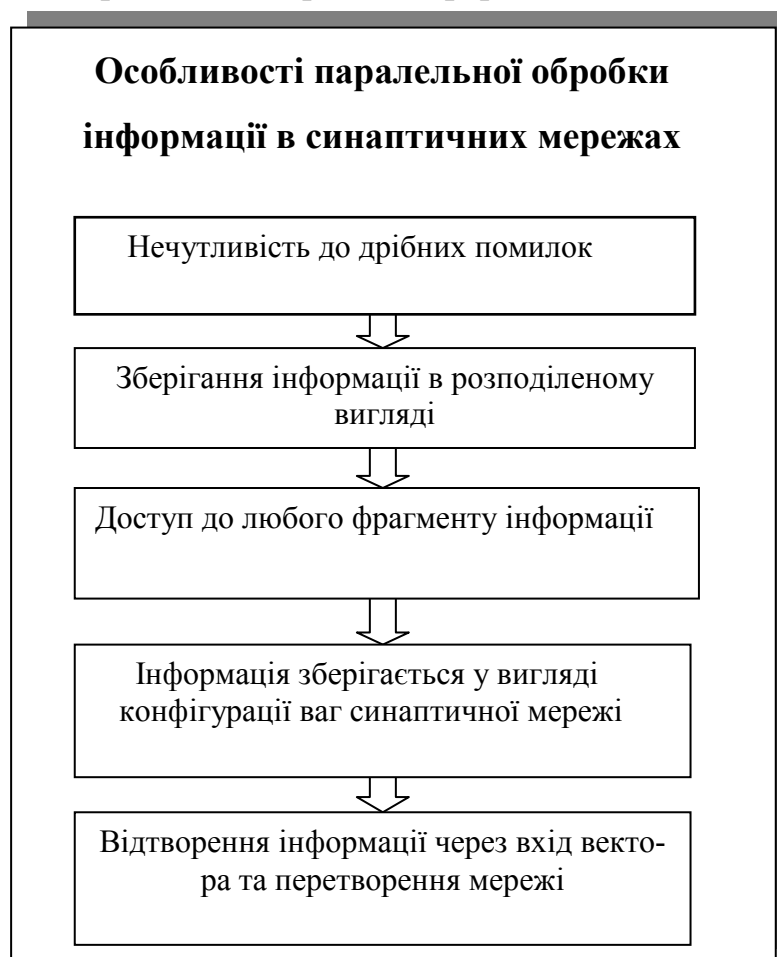 Особливості паралельної обробки
інформації в синаптичних мережах
Нечутливість до дрібних помилок
Зберігання інформації в розподіленому
вигляді
Доступ до любого фрагменту інформації
Інформація зберігається у вигляді
конфігурації ваг синаптичної мережі
Відтворення інформації через вхід векто-
ра та перетворення мережі